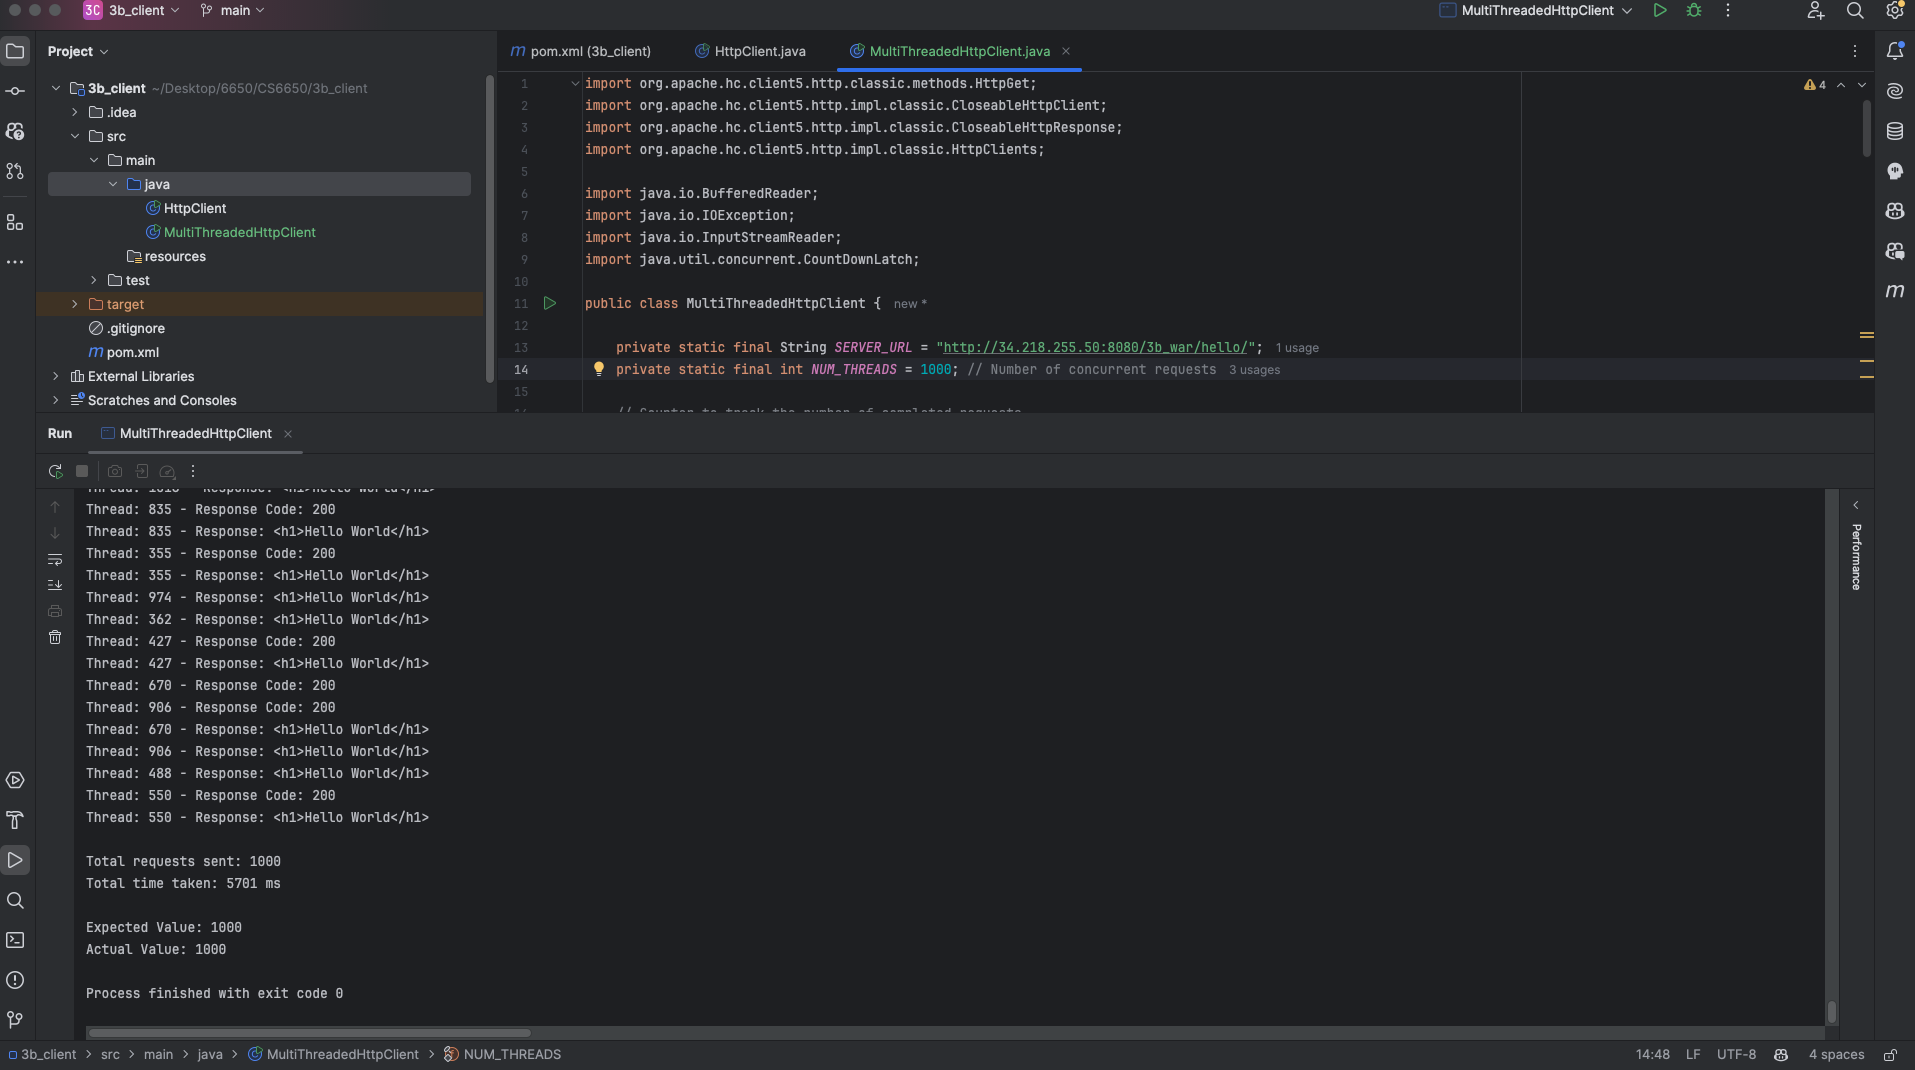 3C 3b_client main MultiThreadedHttpClient
Project
3b_client ~/Desktop/6650/CS6650/3b_client
.idea
src
main
java
HttpClient
MultiThreadedHttpClient
resources
test
target
.gitignore
m pom.xml
External Libraries
Scratches and Consoles
m pom.xml (3b_client) HttpClient.java MultiThreadedHttpClient.java
4
1 import org.apache.hc.client5.http.classic.methods.HttpGet;
2 import org.apache.hc.client5.http.impl.classic.CloseableHttpClient;
3 import org.apache.hc.client5.http.impl.classic.CloseableHttpResponse;
4 import org.apache.hc.client5.http.impl.classic.HttpClients;
5
6 import java.io.BufferedReader;
7 import java.io.IOException;
8 import java.io.InputStreamReader;
9 import java.util.concurrent.CountDownLatch;
10
11 public class MultiThreadedHttpClient { new *
12
13 private static final String SERVER_URL = "http://34.218.255.50:8080/3b_war/hello/"; 1 usage
14 private static final int NUM_THREADS = 1000; // Number of concurrent requests 3 usages
15
// Counter to track the number of completed requests
m
Run MultiThreadedHttpClient
Thread: 835 - Response Code: 200
Thread: 835 - Response: <h1>Hello World</h1>
Thread: 355 - Response Code: 200
Thread: 355 - Response: <h1>Hello World</h1>
Thread: 974 - Response: <h1>Hello World</h1>
Thread: 362 - Response: <h1>Hello World</h1>
Thread: 427 - Response Code: 200
Thread: 427 - Response: <h1>Hello World</h1>
Thread: 670 - Response Code: 200
Thread: 906 - Response Code: 200
Thread: 670 - Response: <h1>Hello World</h1>
Thread: 906 - Response: <h1>Hello World</h1>
Thread: 488 - Response: <h1>Hello World</h1>
Thread: 550 - Response Code: 200
Thread: 550 - Response: <h1>Hello World</h1>
Total requests sent: 1000
Total time taken: 5701 ms
Expected Value: 1000
Actual Value: 1000
Process finished with exit code 0
Performance
3b_client > src > main > java > MultiThreadedHttpClient > NUM_THREADS
14:48 LF UTF-8 4 spaces